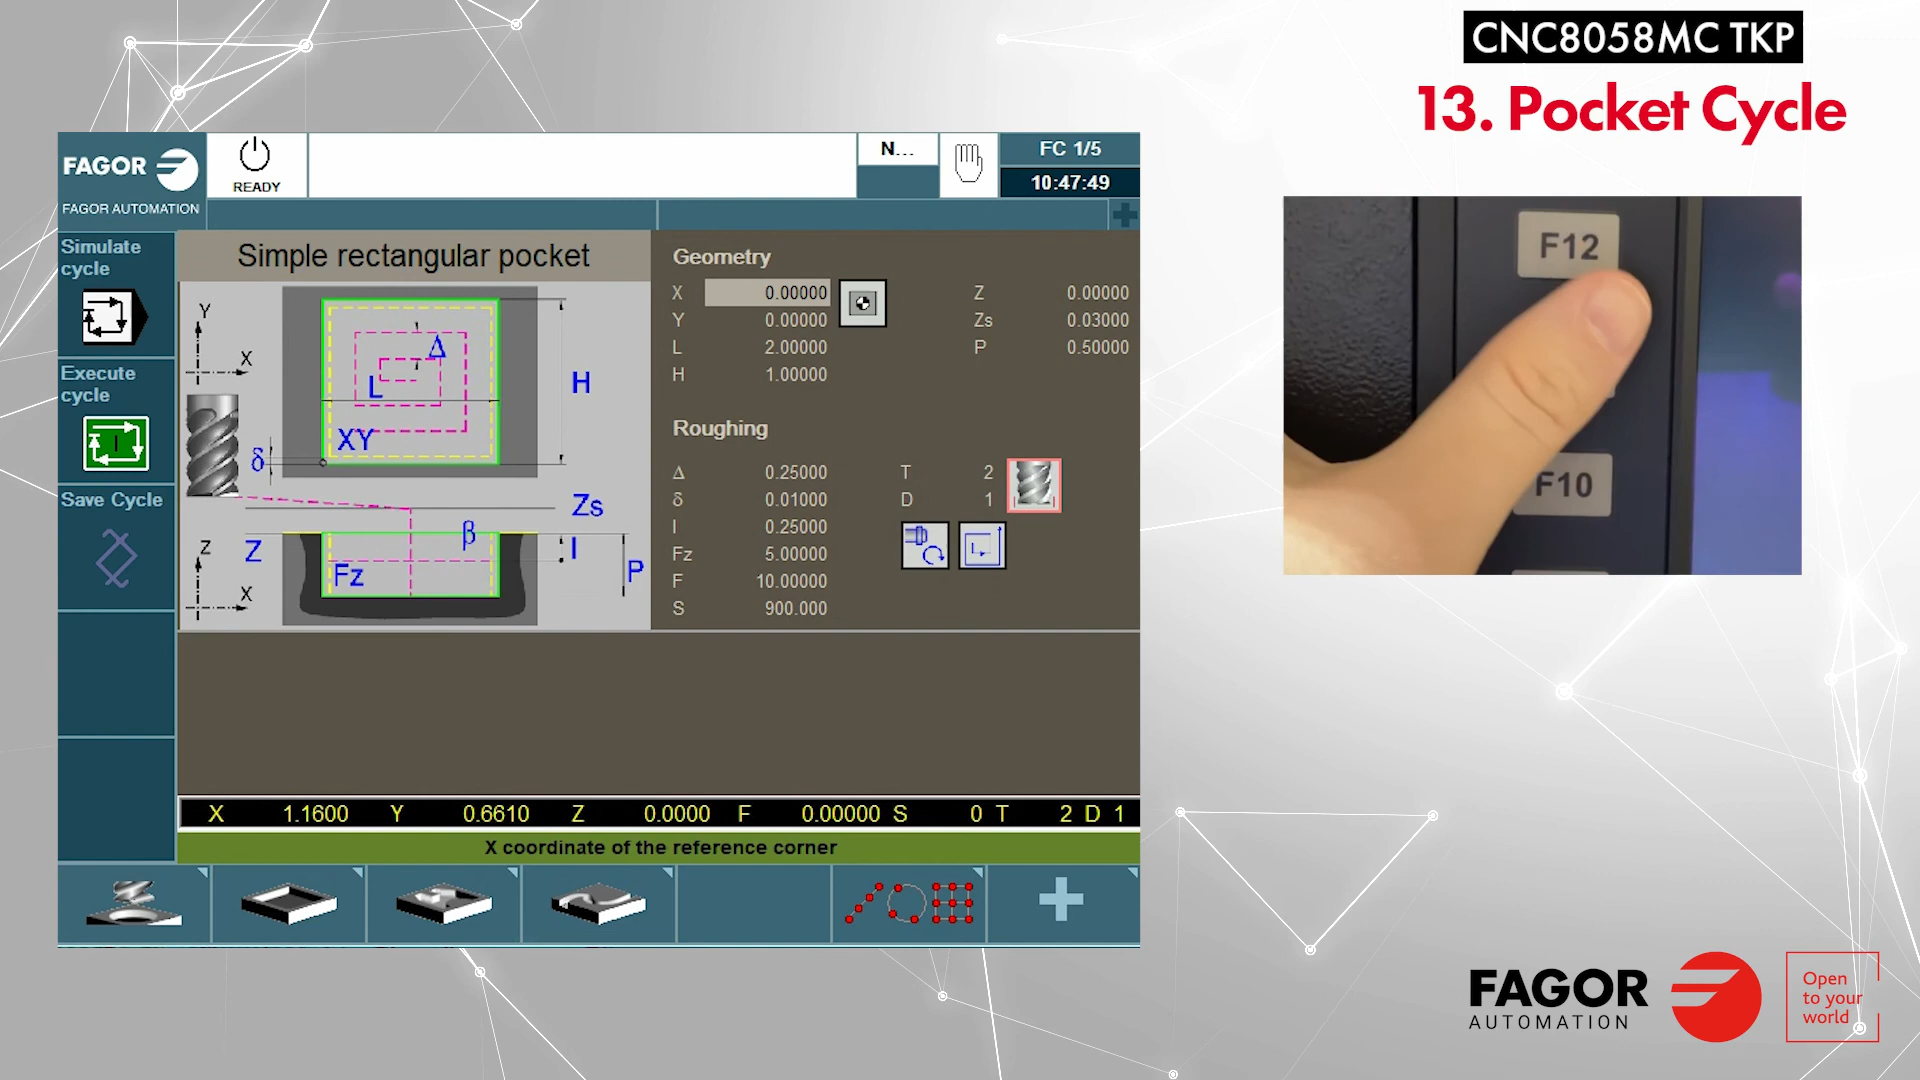 CNC8058MC TKP
13. Pocket Cycle
FAGOR
FAGOR AUTOMATION
READY
N...
FC 1/5
10:47:49
Simulate
cycle
Execute
cycle
Save Cycle
Simple rectangular pocket
Y
X
Δ
L
H
XY
δ
Zs
Z
β
I
Z
Fz
P
X
Geometry
X 0.00000
Y 0.00000
L 2.00000
H 1.00000
Z 0.00000
Zs 0.03000
P 0.50000
Roughing
Δ 0.25000
δ 0.01000
I 0.25000
Fz 5.00000
F 10.00000
S 900.000
T 2
D 1
L
X 1.1600 Y 0.6610 Z 0.0000 F 0.00000 S 0 T 2 D 1
X coordinate of the reference corner
F12
F10
FAGOR
AUTOMATION
Open
to your
world